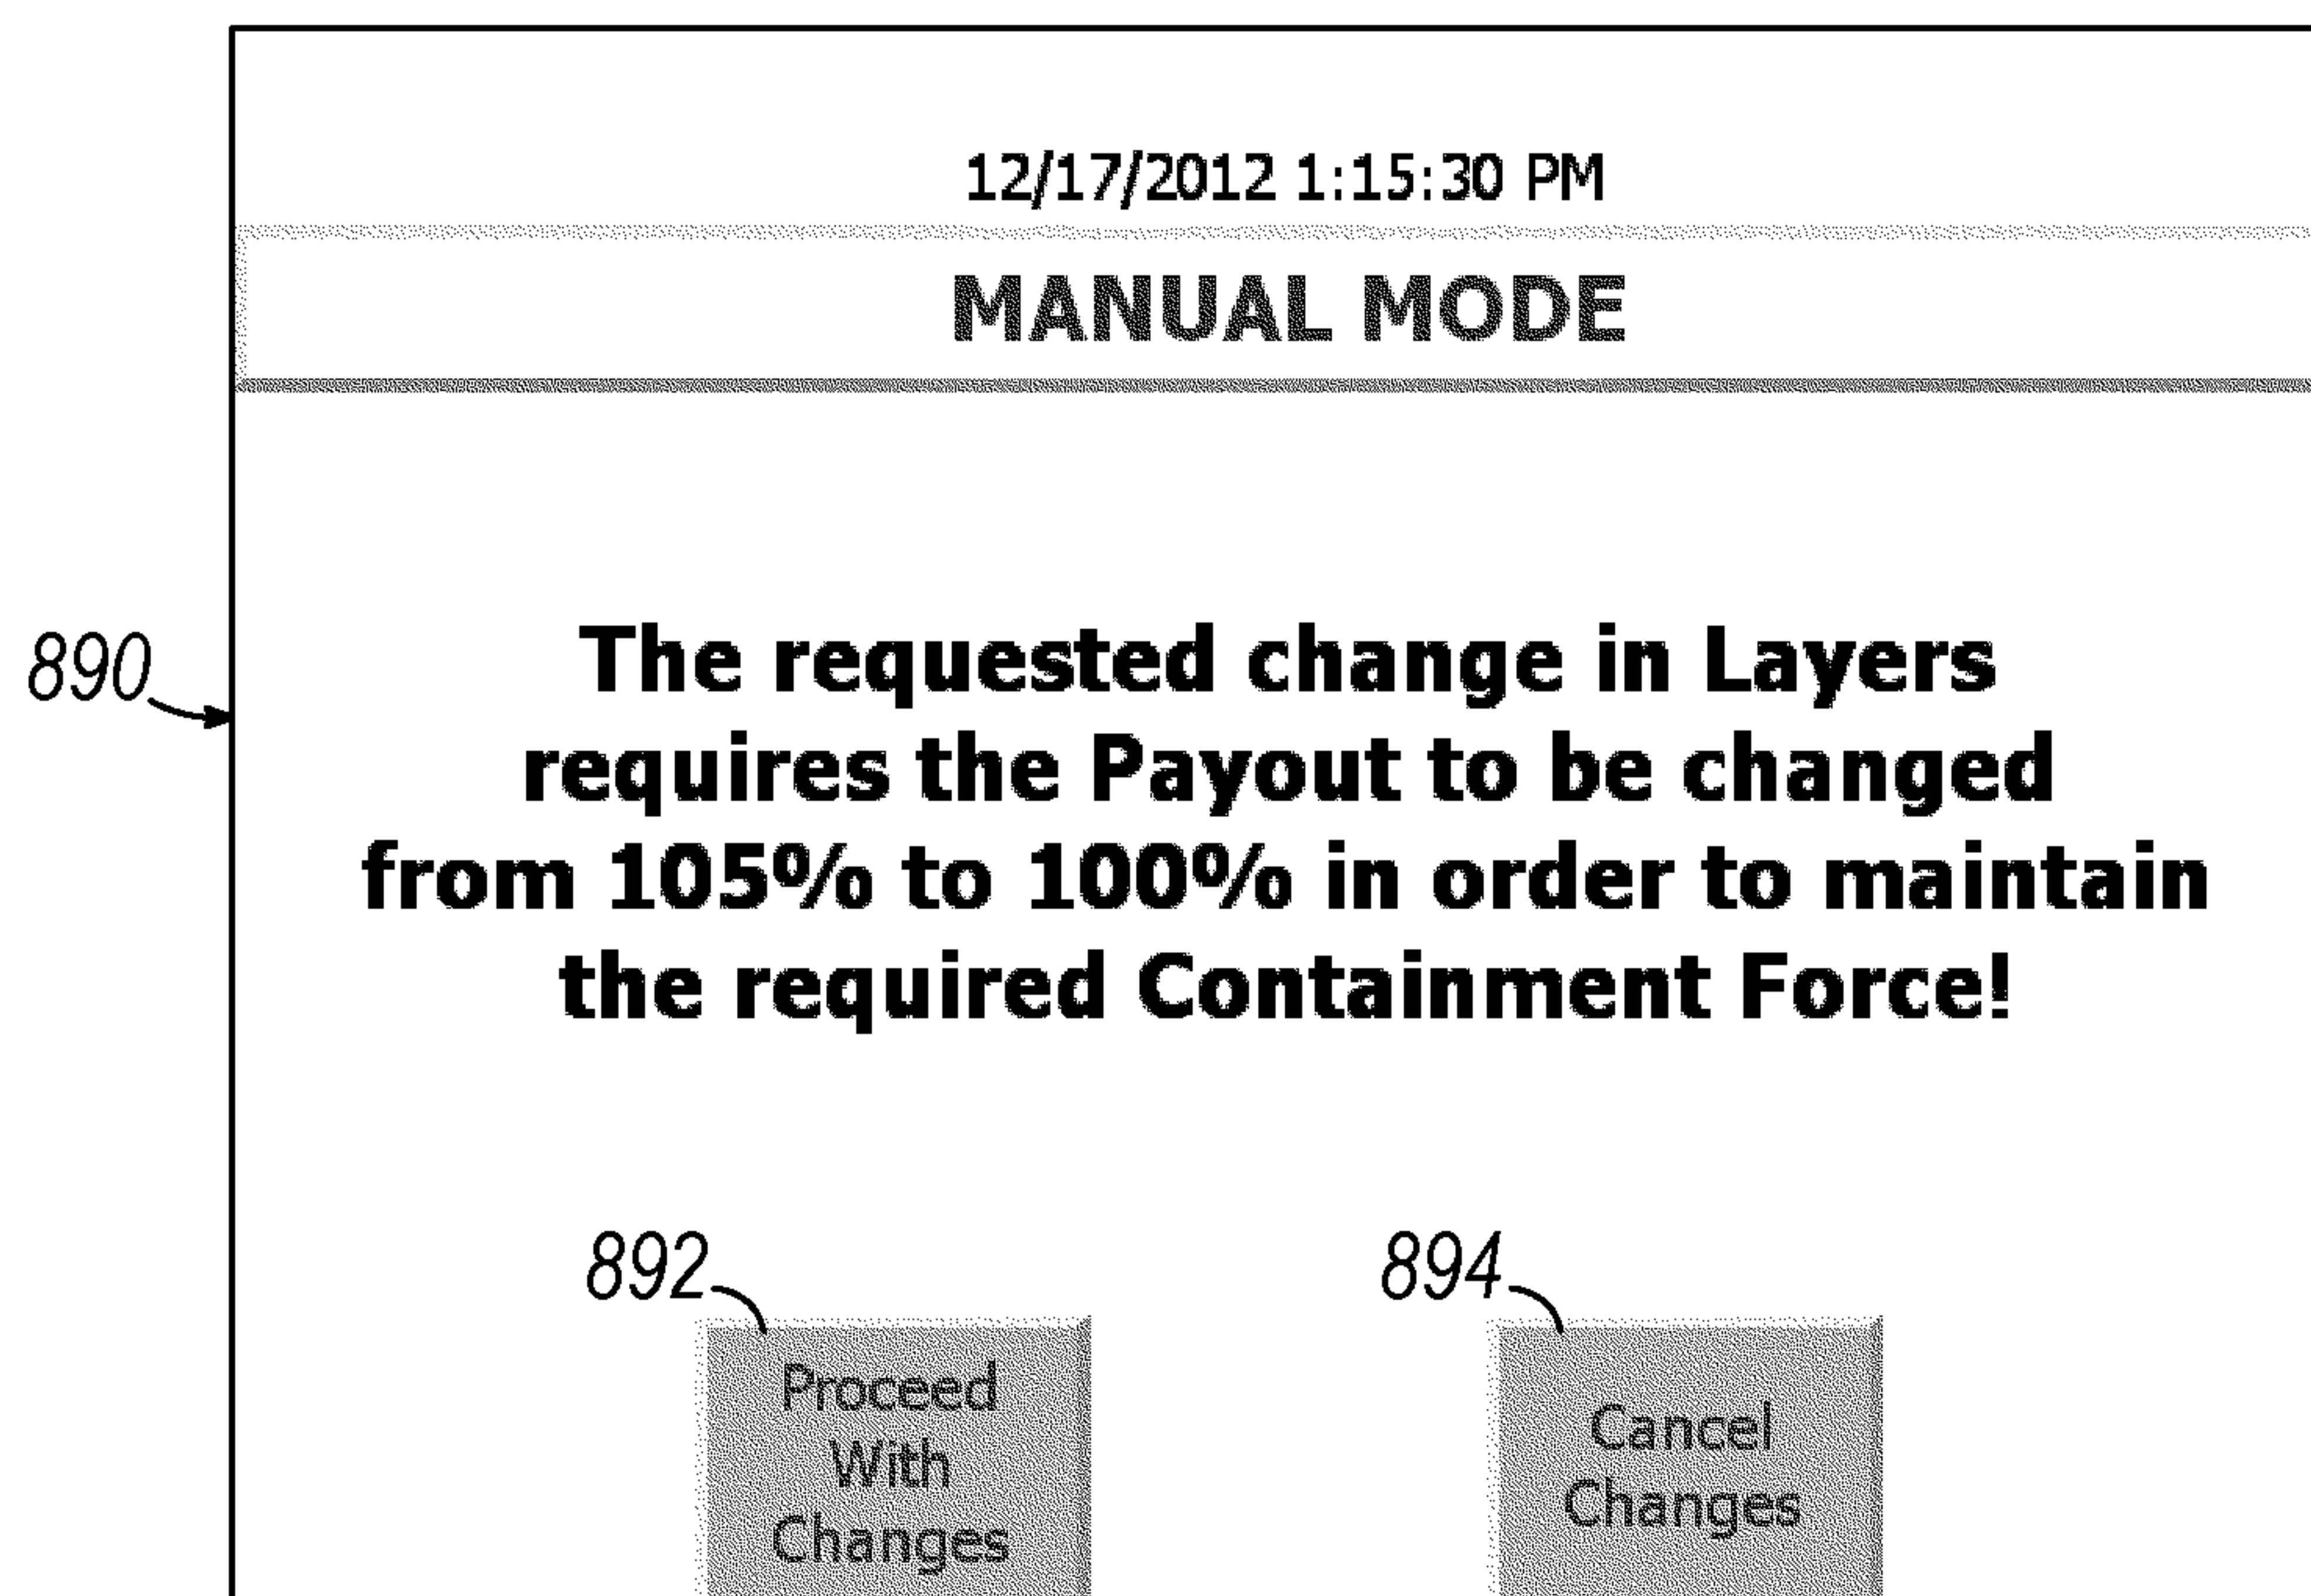 12/17/2012 1:15:30 PM
MANUAL MODE
890
The requested change in Layers
requires the Payout to be changed
from 105% to 100% in order to maintain
the required Containment Force!
892
894
Proceed
With
Changes
Cancel
Changes